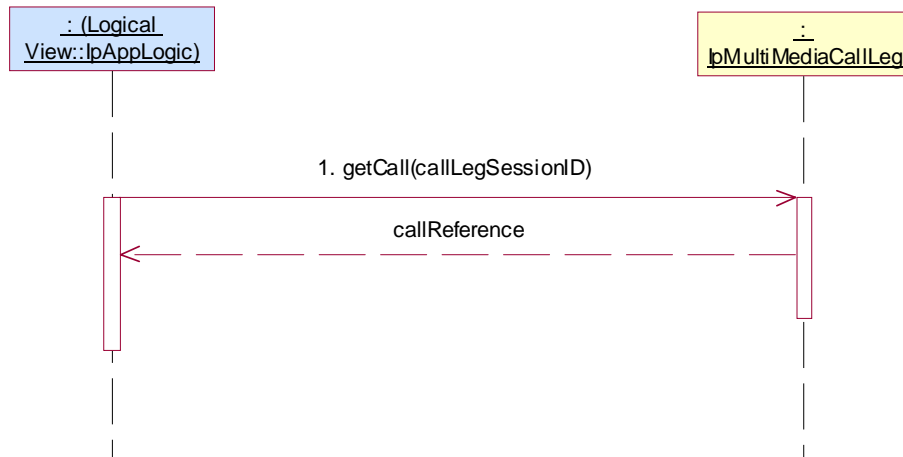 : (Logical
View::IpAppLogic)
:
IpMultiMediaCallLeg
1. getCall(callLegSessionID)
callReference